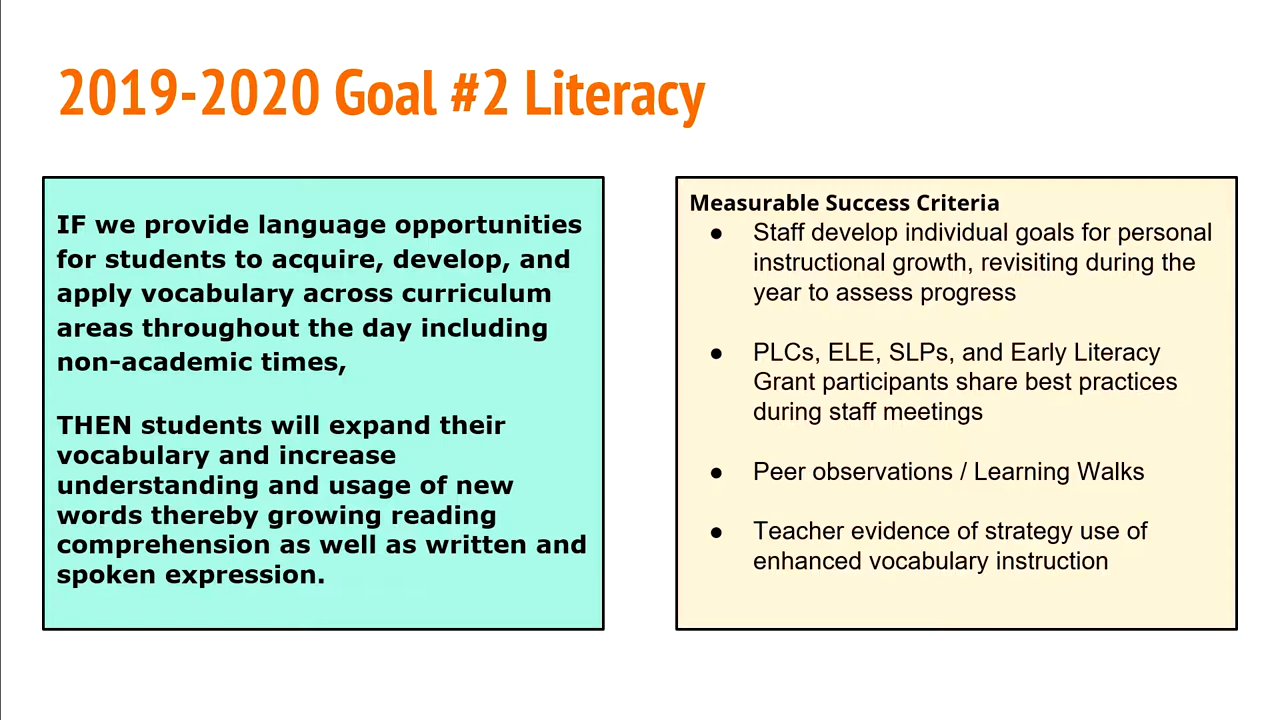 2019-2020 Goal #2 Literacy
IF we provide language opportunities
for students to acquire, develop, and
apply vocabulary across curriculum
areas throughout the day including
non-academic times,
THEN students will expand their
vocabulary and increase
understanding and usage of new
words thereby growing reading
comprehension as well as written and
spoken expression.
Measurable Success Criteria
● Staff develop individual goals for personal
instructional growth, revisiting during the
year to assess progress
● PLCs, ELE, SLPs, and Early Literacy
Grant participants share best practices
during staff meetings
● Peer observations / Learning Walks
● Teacher evidence of strategy use of
enhanced vocabulary instruction